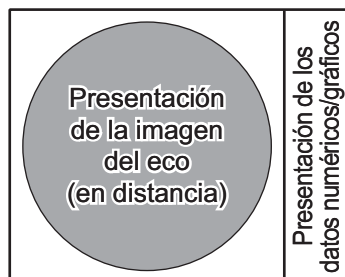 Presentación
de la imagen
del eco
(en distancia)
Presentación de los
datos numéricos/gráficos